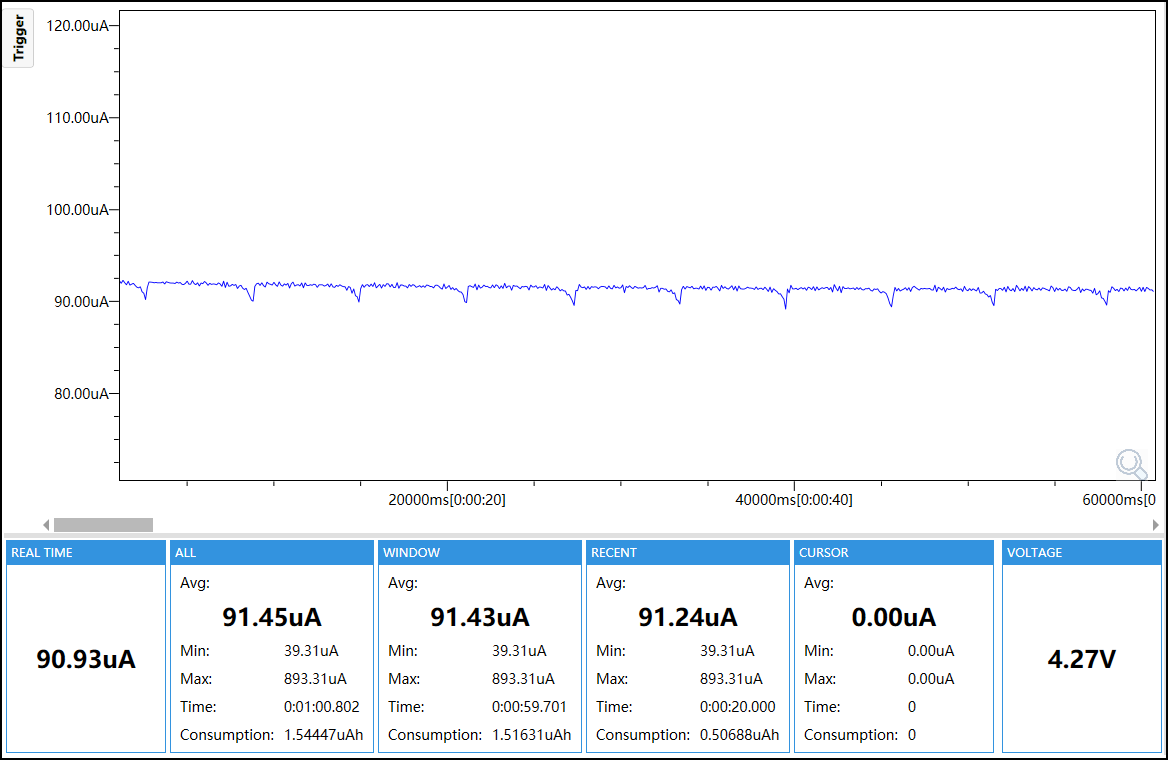 Trigger
120.00uA
110.00uA
100.00uA
90.00uA
80.00uA
20000ms[0:00:20]
40000ms[0:00:40]
60000ms[0
REAL TIME
90.93uA
ALL
Avg:
91.45uA
Min: 39.31uA
Max: 893.31uA
Time: 0:01:00.802
Consumption: 1.54447uAh
WINDOW
Avg:
91.43uA
Min: 39.31uA
Max: 893.31uA
Time: 0:00:59.701
Consumption: 1.51631uAh
RECENT
Avg:
91.24uA
Min: 39.31uA
Max: 893.31uA
Time: 0:00:20.000
Consumption: 0.50688uAh
CURSOR
Avg:
0.00uA
Min: 0.00uA
Max: 0.00uA
Time: 0
Consumption: 0
VOLTAGE
4.27V